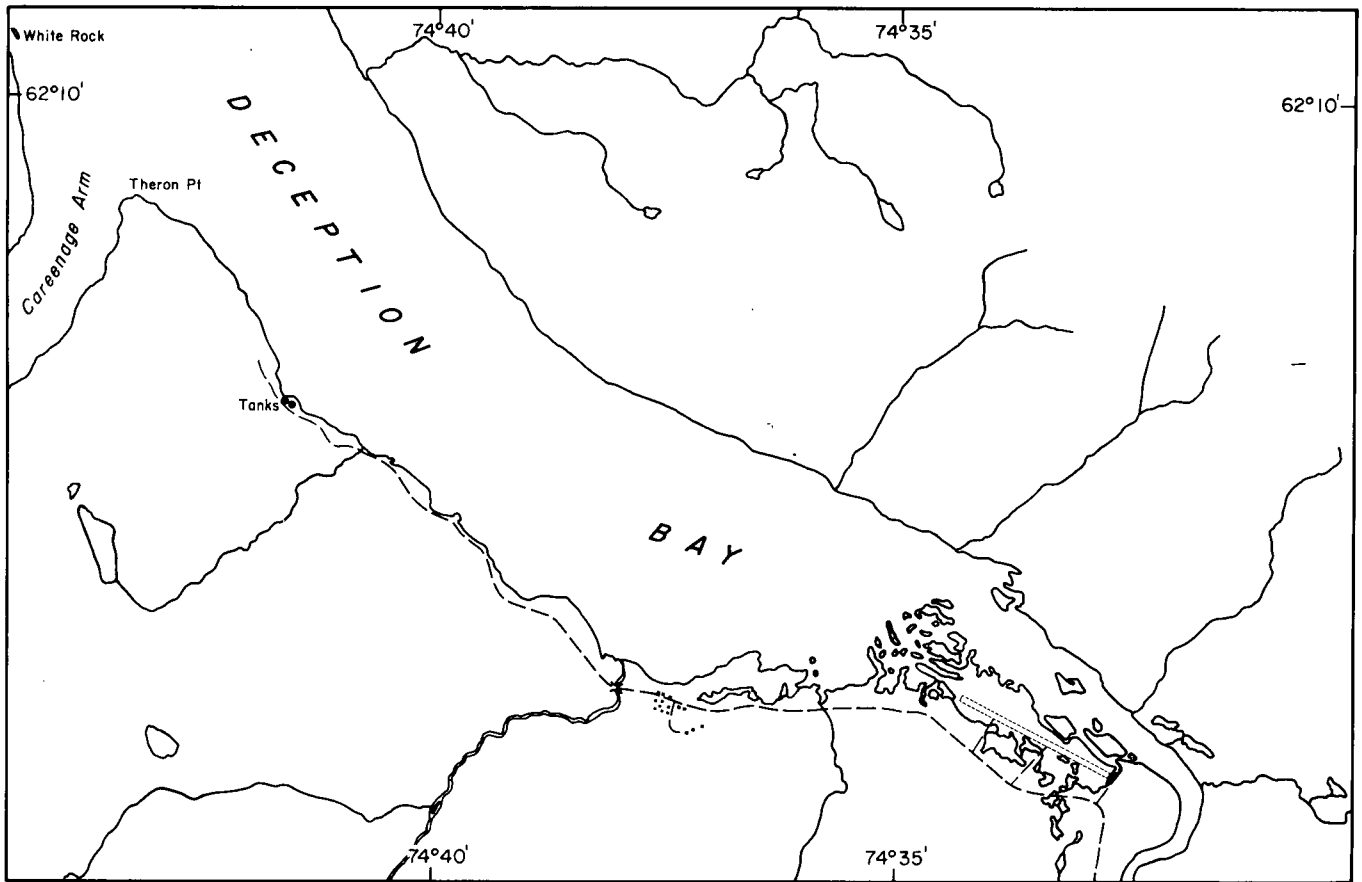 White Rock
74°40'
74°35'
62°10'
62°10'
DECEPTION
Theron Pt
Careenage Arm
Tanks
BAY
74°40'
74°35'